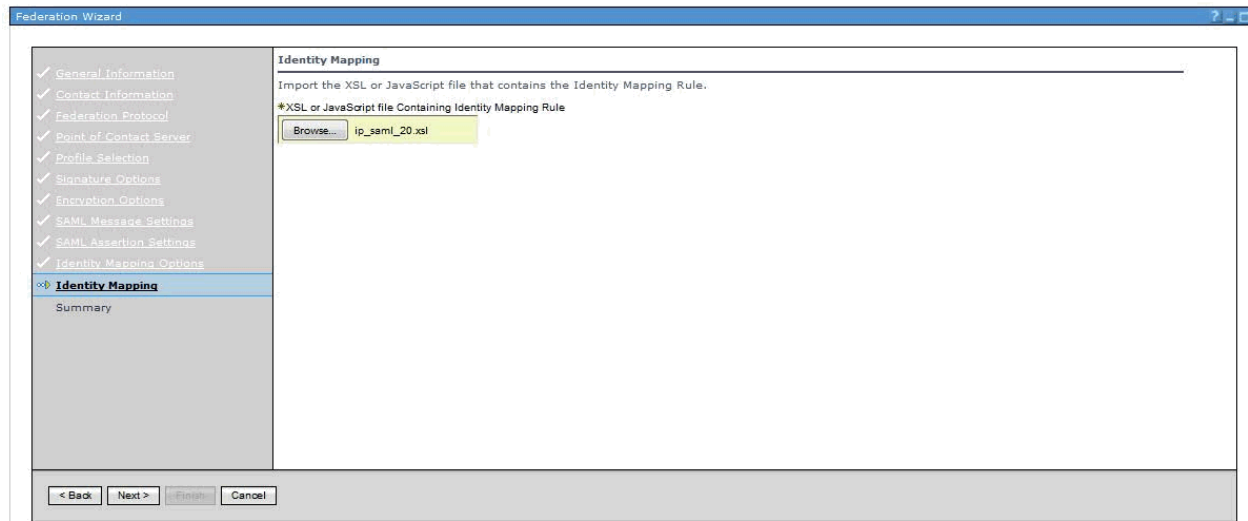 Federation Wizard
General Information
Contact Information
Federation Protocol
Point of Contact Server
Profile Selection
Signature Options
Encryption Options
SAML Message Settings
SAML Assertion Settings
Identity Mapping Options
Identity Mapping
Summary
Identity Mapping
Import the XSL or JavaScript file that contains the Identity Mapping Rule.
*XSL or JavaScript file Containing Identity Mapping Rule
Browse... ip_saml_20.xsl
< Back Next > Finish Cancel